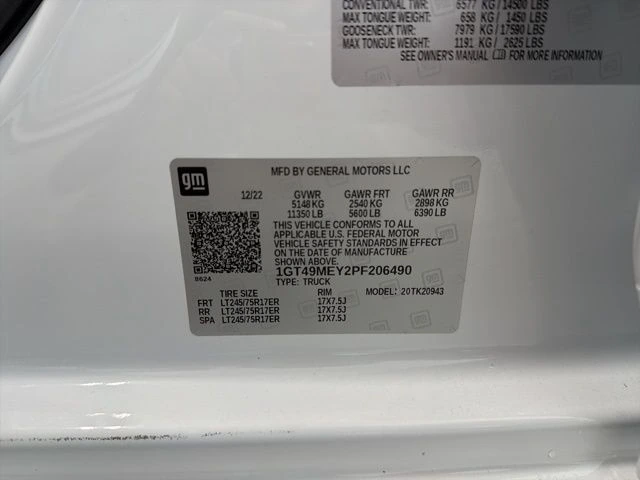 CONVENTIONAL TWR: 6577 KG/14500 LBS
MAX TONGUE WEIGHT: 658 KG/ 1450 LBS
GOOSENECK TWR: 7979 KG/17590 LBS
MAX TONGUE WEIGHT: 1191 KG/ 2625 LBS
SEE OWNER'S MANUAL FOR MORE INFORMATION
gm
MFD BY GENERAL MOTORS LLC
12/22 GVWR GAWR FRT GAWR RR
5148 KG 2540 KG 2898 KG
11350 LB 5600 LB 6390 LB
THIS VEHICLE CONFORMS TO ALL
APPLICABLE U.S. FEDERAL MOTOR
VEHICLE SAFETY STANDARDS IN EFFECT
ON THE DATE OF MANUFACTURE
SHOWN ABOVE.
8624
1GT49MEY2PF206490
TYPE: TRUCK
TIRE SIZE RIM MODEL: 20TK20943
FRT LT245/75R17ER 17X7.5J
RR LT245/75R17ER 17X7.5J
SPA LT245/75R17ER 17X7.5J